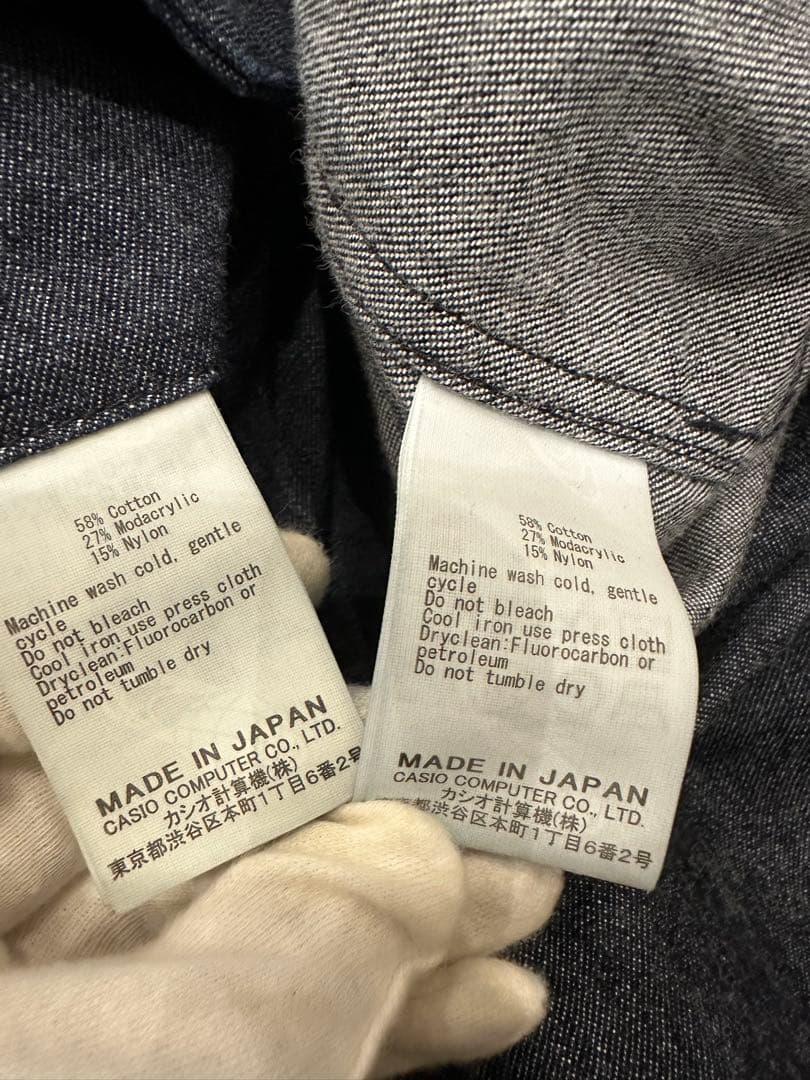 58% Cotton
27% Modacrylic
15% Nylon
Machine wash cold, gentle
cycle
Do not bleach
Cool iron use press cloth
Dryclean:Fluorocarbon or
petroleum
Do not tumble dry
MADE IN JAPAN
CASIO COMPUTER CO., LTD.
カシオ計算機(株)
東京都渋谷区本町1丁目6番2号
58% Cotton
27% Modacrylic
15% Nylon
Machine wash cold, gentle
cycle
Do not bleach
Cool iron use press cloth
Dryclean:Fluorocarbon or
petroleum
Do not tumble dry
MADE IN JAPAN
CASIO COMPUTER CO., LTD.
カシオ計算機(株)
京都渋谷区本町1丁目6番2号